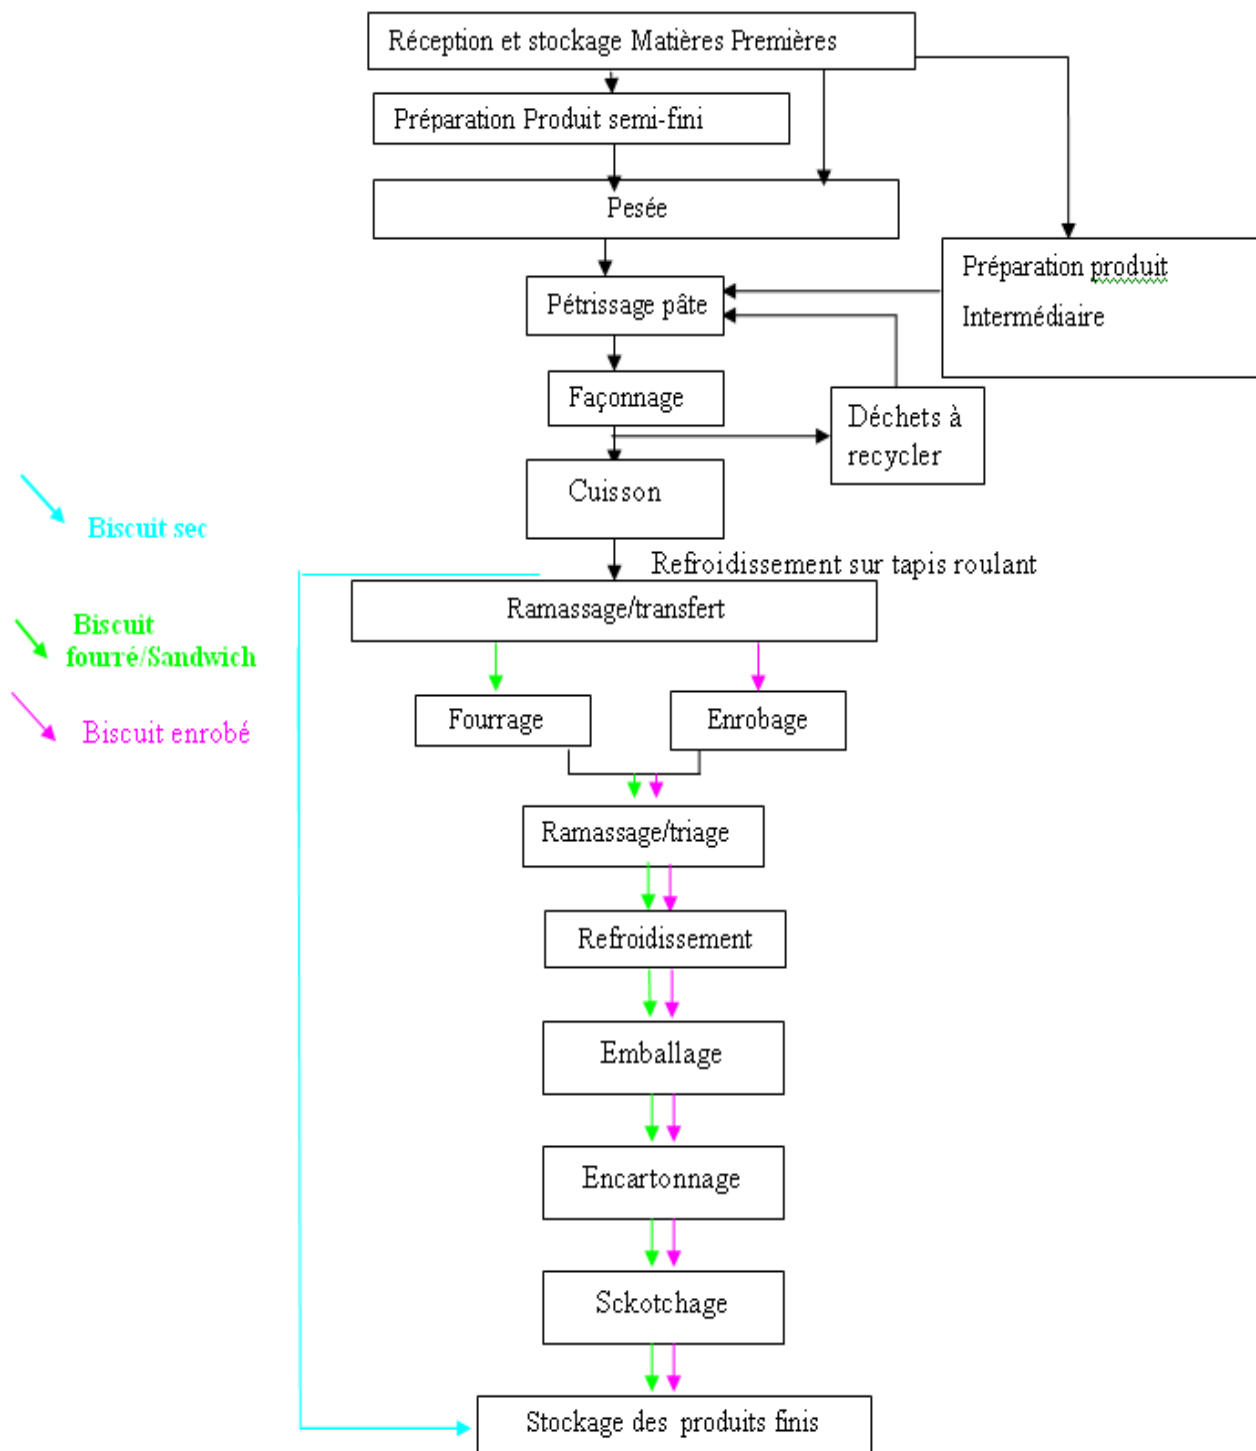 Réception et stockage Matières Premières
Préparation Produit semi-fini
Pesée
Préparation produit
Intermédiaire
Pétrissage pâte
Façonnage
Déchets à
recycler
Cuisson
Biscuit sec
Refroidissement sur tapis roulant
Ramassage/transfert
Biscuit
fourré/Sandwich
Biscuit enrobé
Fourrage
Enrobage
Ramassage/triage
Refroidissement
Emballage
Encartonnage
Sckotchage
Stockage des produits finis